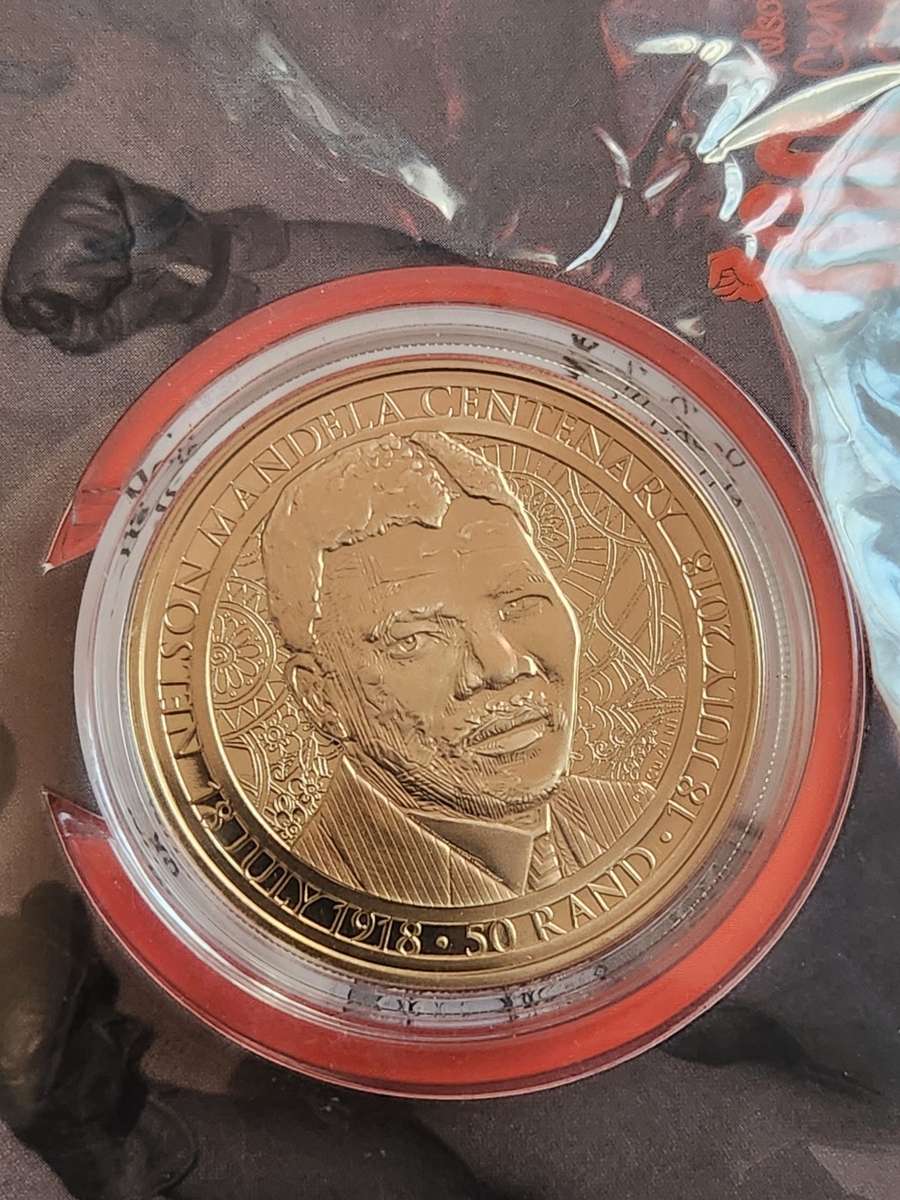 NELSON MANDELA CENTENARY
18 JULY 1918 · 50 RAND · 18 JULY 2018